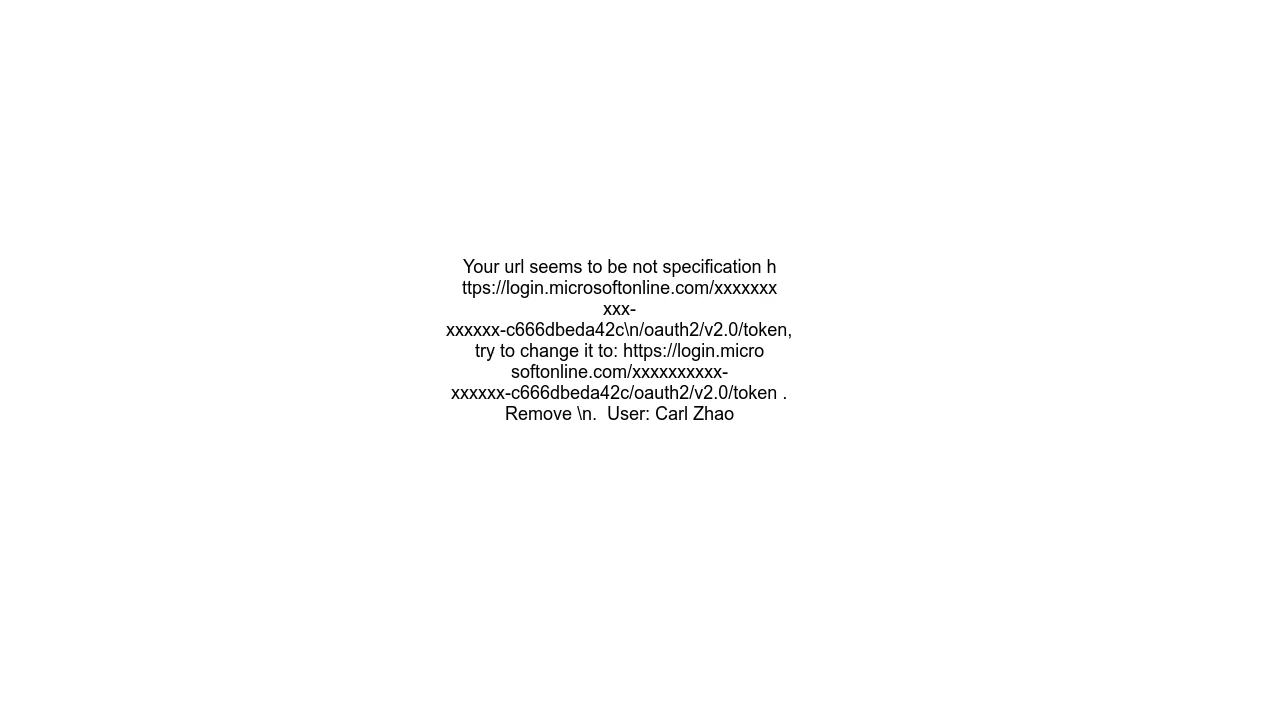 Your url seems to be not specification h
ttps://login.microsoftonline.com/xxxxxxx
xxx-
xxxxxx-c666dbeda42c\n/oauth2/v2.0/token,
try to change it to: https://login.micro
softonline.com/xxxxxxxxxx-
xxxxxx-c666dbeda42c/oauth2/v2.0/token .
Remove \n.  User: Carl Zhao